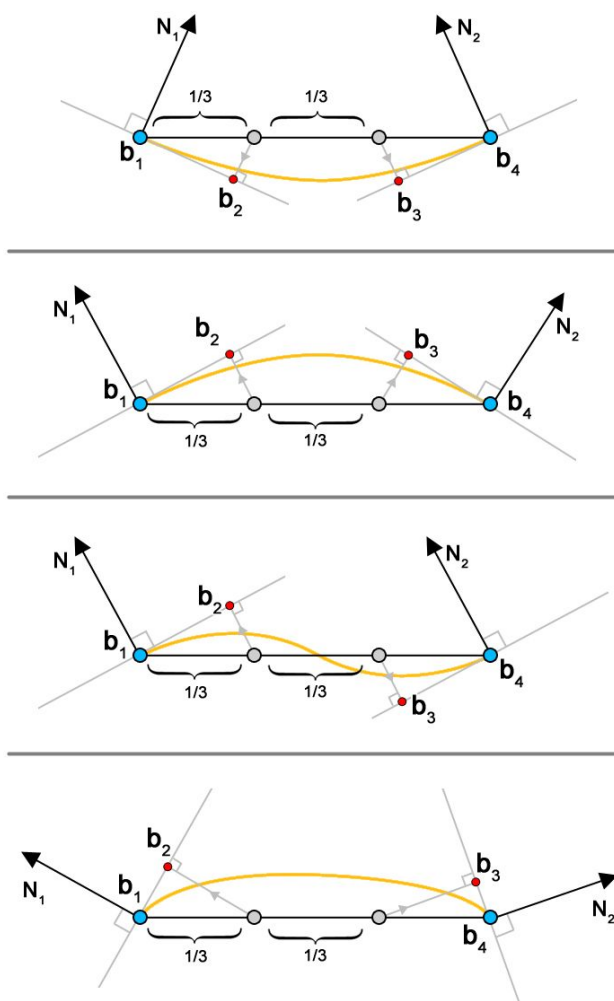 N₁ N₂
1/3 1/3
b₁ b₄
b₂ b₃
N₁ N₂
b₂ b₃
b₁ b₄
1/3 1/3
N₁ N₂
b₂
b₁ b₄
1/3 1/3
b₃
b₂ b₃
b₁
N₁ N₂
b₄
1/3 1/3